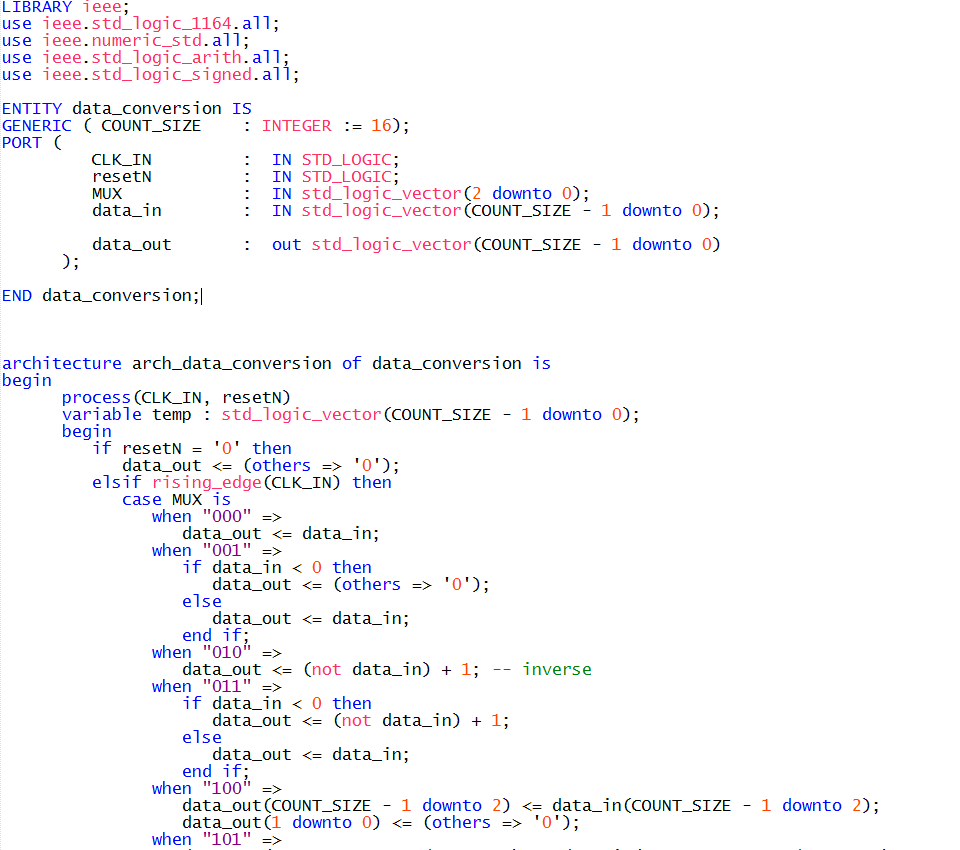 LIBRARY ieee;
use ieee.std_logic_1164.all;
use ieee.numeric_std.all;
use ieee.std_logic_arith.all;
use ieee.std_logic_signed.all;
ENTITY data_conversion IS
GENERIC ( COUNT_SIZE : INTEGER := 16);
PORT (
CLK_IN : IN STD_LOGIC;
resetN : IN STD_LOGIC;
MUX : IN std_logic_vector(2 downto 0);
data_in : IN std_logic_vector(COUNT_SIZE - 1 downto 0);
data_out : out std_logic_vector(COUNT_SIZE - 1 downto 0)
);
END data_conversion;
architecture arch_data_conversion of data_conversion is
begin
process(CLK_IN, resetN)
variable temp : std_logic_vector(COUNT_SIZE - 1 downto 0);
begin
if resetN = '0' then
data_out <= (others => '0');
elsif rising_edge(CLK_IN) then
case MUX is
when "000" =>
data_out <= data_in;
when "001" =>
if data_in < 0 then
data_out <= (others => '0');
else
data_out <= data_in;
end if;
when "010" =>
data_out <= (not data_in) + 1; -- inverse
when "011" =>
if data_in < 0 then
data_out <= (not data_in) + 1;
else
data_out <= data_in;
end if;
when "100" =>
data_out(COUNT_SIZE - 1 downto 2) <= data_in(COUNT_SIZE - 1 downto 2);
data_out(1 downto 0) <= (others => '0');
when "101" =>